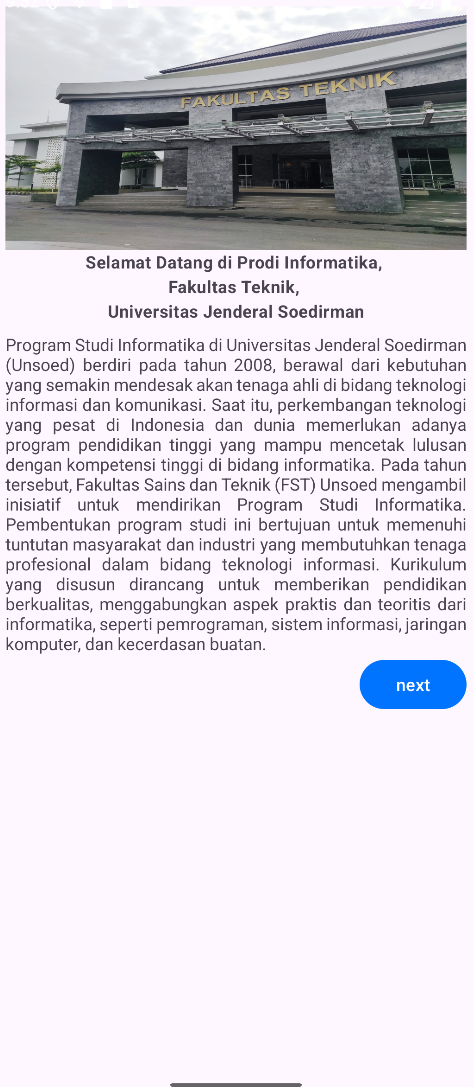 FAKULTAS TEKNIK
Selamat Datang di Prodi Informatika,
Fakultas Teknik,
Universitas Jenderal Soedirman
Program Studi Informatika di Universitas Jenderal Soedirman
(Unsoed) berdiri pada tahun 2008, berawal dari kebutuhan
yang semakin mendesak akan tenaga ahli di bidang teknologi
informasi dan komunikasi. Saat itu, perkembangan teknologi
yang pesat di Indonesia dan dunia memerlukan adanya
program pendidikan tinggi yang mampu mencetak lulusan
dengan kompetensi tinggi di bidang informatika. Pada tahun
tersebut, Fakultas Sains dan Teknik (FST) Unsoed mengambil
inisiatif untuk mendirikan Program Studi Informatika.
Pembentukan program studi ini bertujuan untuk memenuhi
tuntutan masyarakat dan industri yang membutuhkan tenaga
profesional dalam bidang teknologi informasi. Kurikulum
yang disusun dirancang untuk memberikan pendidikan
berkualitas, menggabungkan aspek praktis dan teoritis dari
informatika, seperti pemrograman, sistem informasi, jaringan
komputer, dan kecerdasan buatan.
next